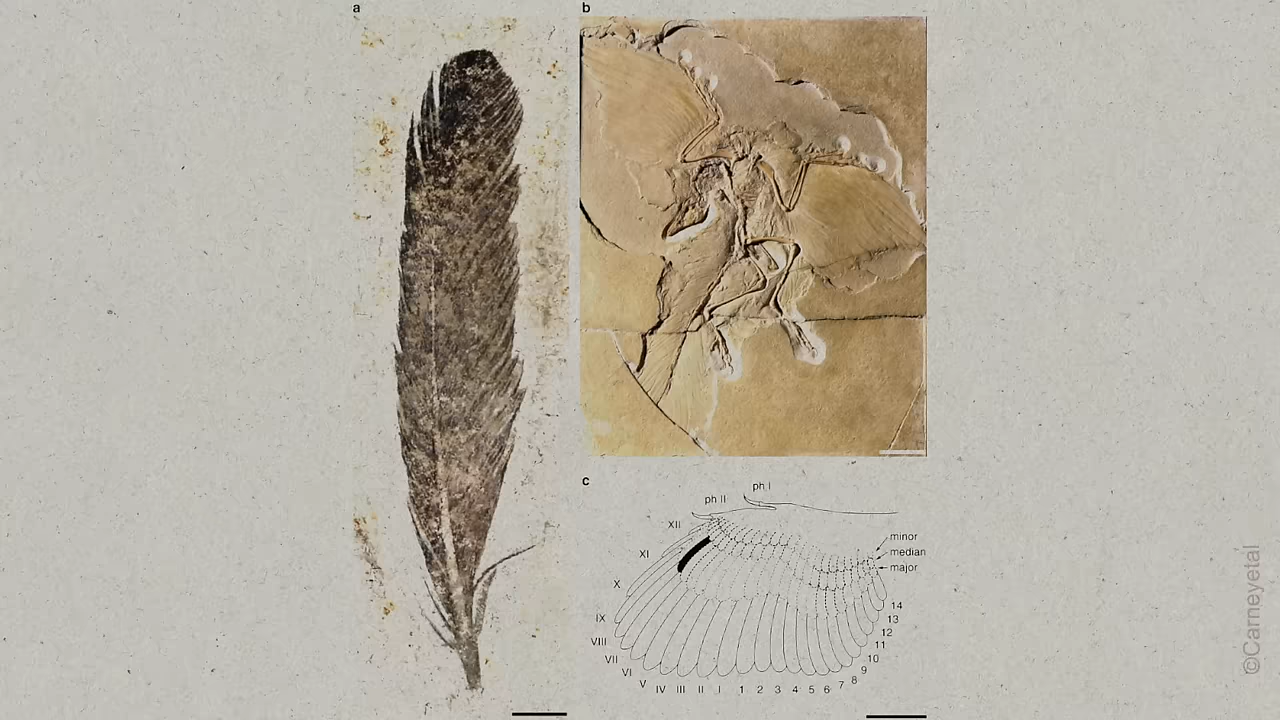 a
b
c
ph I
ph II
XII
XI
X
IX
VIII
VII
VI
V
IV
III
II
I
1
2
3
4
5
6
7
8
9
10
11
12
13
14
minor
median
major
©Carneyetal